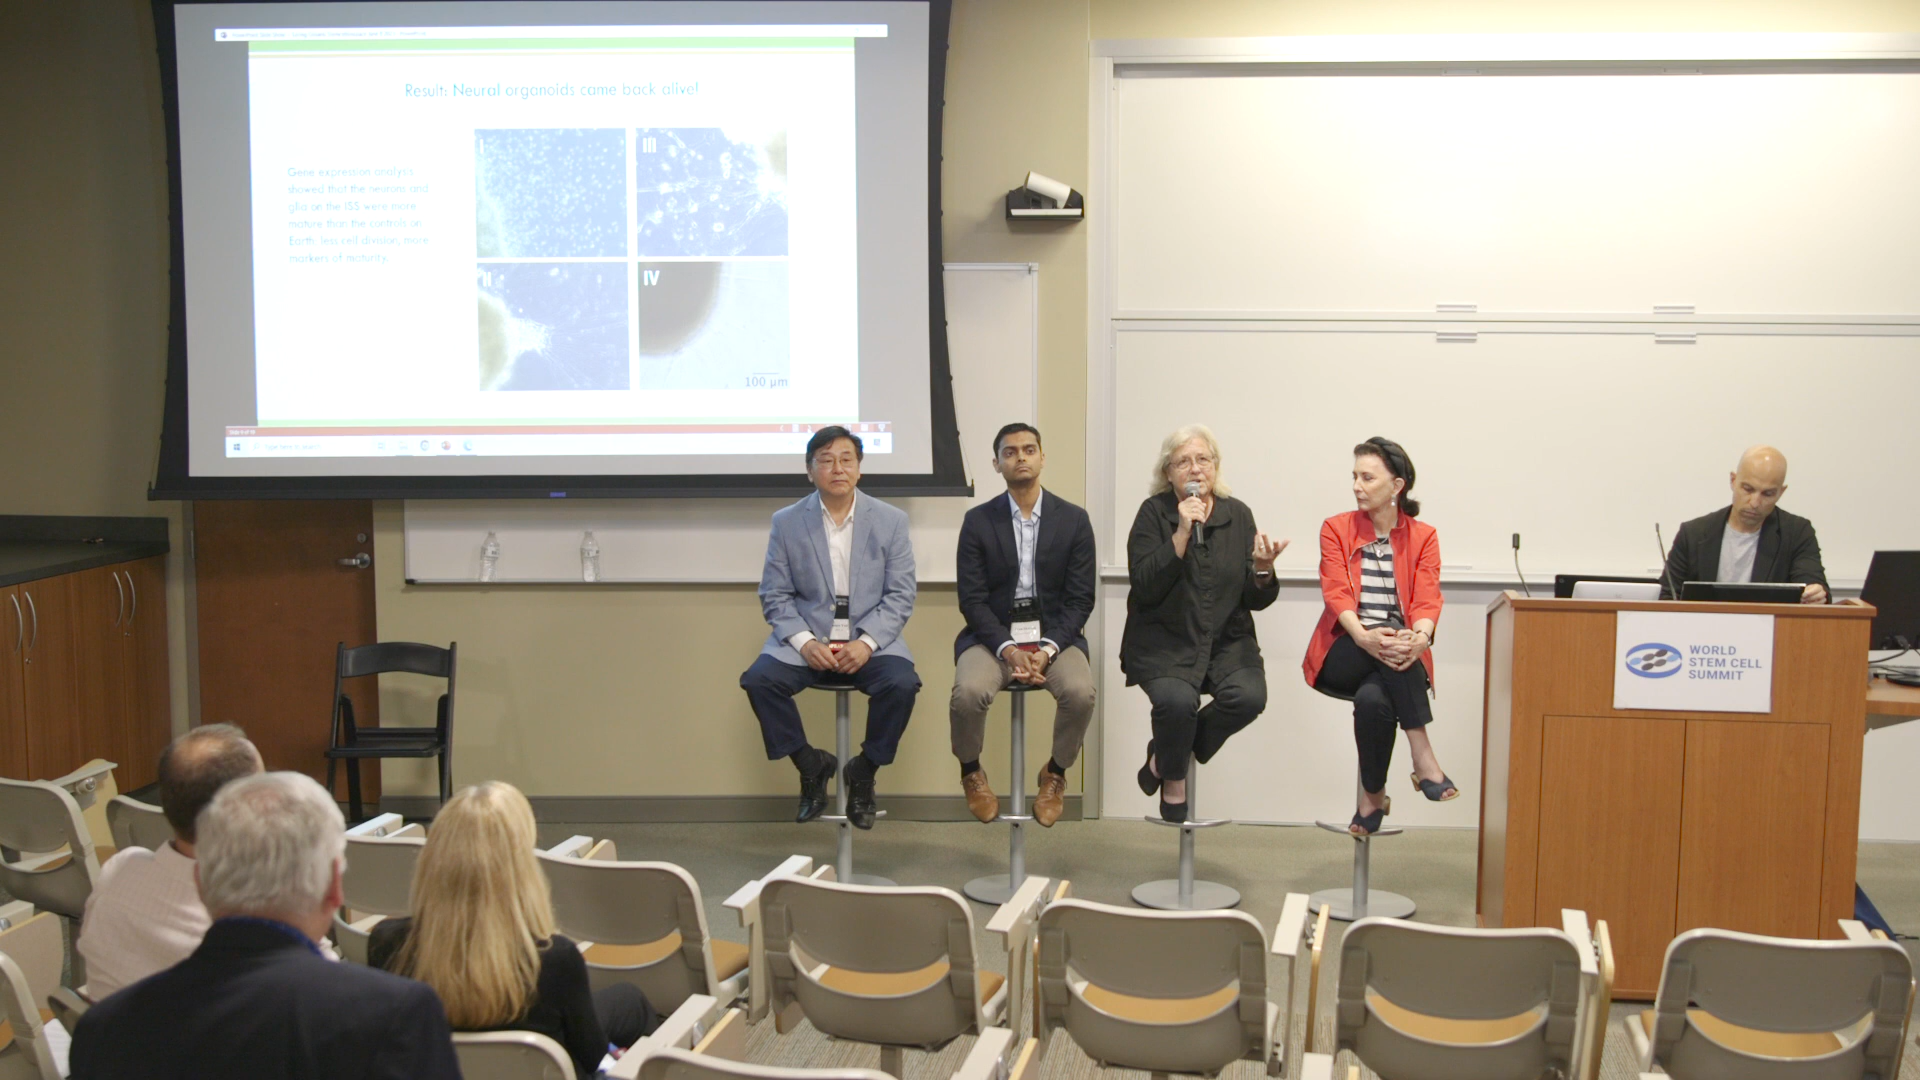 Result: Neural organoids came back alive!
Gene expression analysis
showed that the neurons and
glia on the ISS were more
mature than the controls on
Earth: less cell division, more
markers of maturity.
I
III
II
IV
100 µm
WORLD
STEM CELL
SUMMIT